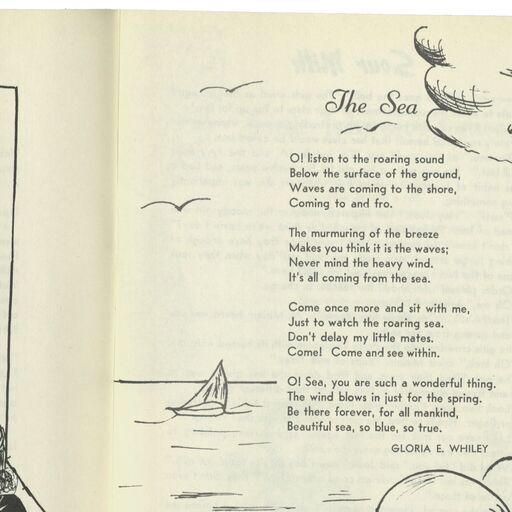 The Sea
O! listen to the roaring sound
Below the surface of the ground,
Waves are coming to the shore,
Coming to and fro.
The murmuring of the breeze
Makes you think it is the waves;
Never mind the heavy wind.
It's all coming from the sea.
Come once more and sit with me,
Just to watch the roaring sea.
Don't delay my little mates.
Come! Come and see within.
O! Sea, you are such a wonderful thing.
The wind blows in just for the spring.
Be there forever, for all mankind,
Beautiful sea, so blue, so true.
GLORIA E. WHILEY